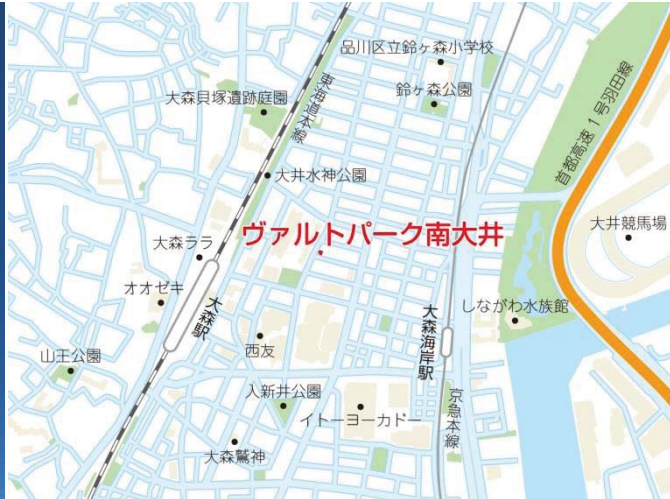 品川区立鈴ヶ森小学校
鈴ヶ森公園
大森貝塚遺跡庭園
東海道本線
首都高速1号羽田線
大井水神公園
大井競馬場
ヴァルトパーク南大井
大森ララ
オオゼキ
大森駅
大森海岸駅
しながわ水族館
山王公園
西友
入新井公園
イトーヨーカドー
京急本線
大森鷲神